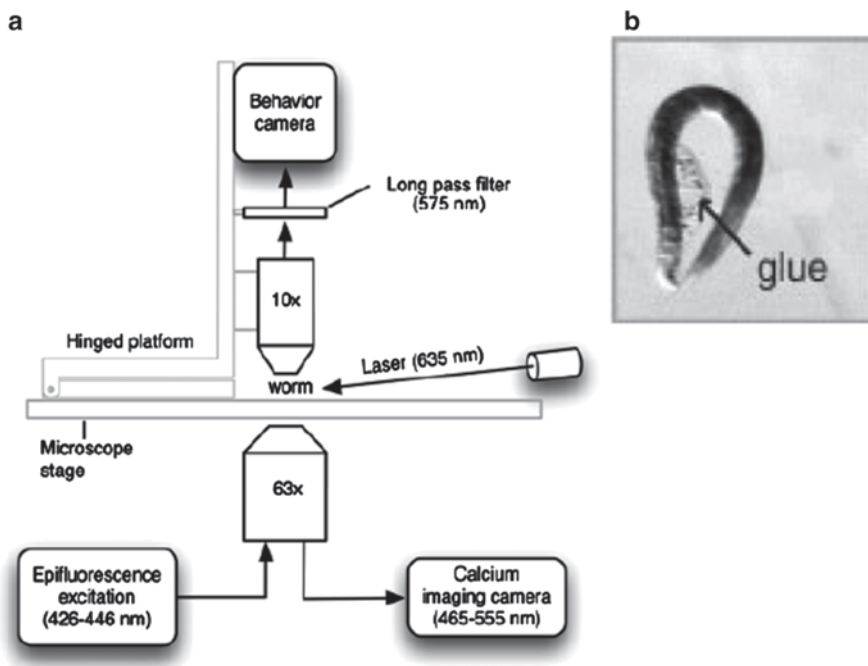 a
b
Behavior
camera
Long pass filter
(575 nm)
10x
glue
Hinged platform
Laser (635 nm)
worm
Microscope
stage
63x
Epifluorescence
excitation
(426-446 nm)
Calcium
imaging camera
(465-555 nm)